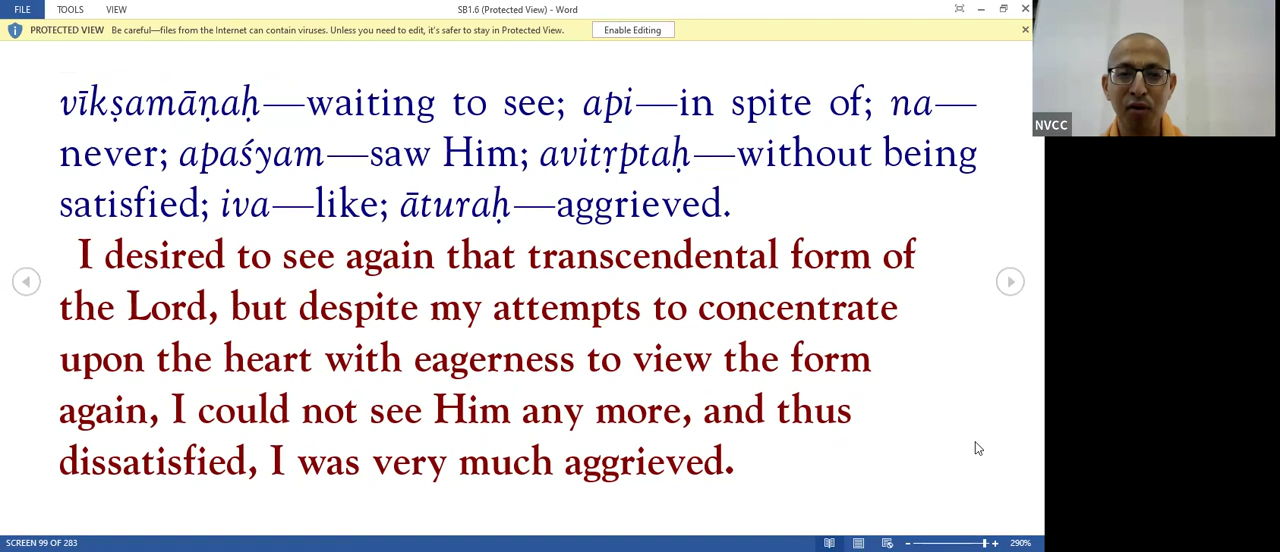 FILE TOOLS VIEW SB1.6 (Protected View) - Word
PROTECTED VIEW Be careful—files from the Internet can contain viruses. Unless you need to edit, it's safer to stay in Protected View. Enable Editing
vīkṣamāṇaḥ—waiting to see; api—in spite of; na—
never; apaśyam—saw Him; avitṛptaḥ—without being
satisfied; iva—like; āturaḥ—aggrieved.
I desired to see again that transcendental form of
the Lord, but despite my attempts to concentrate
upon the heart with eagerness to view the form
again, I could not see Him any more, and thus
dissatisfied, I was very much aggrieved.
NVCC
SCREEN 99 OF 283 290%